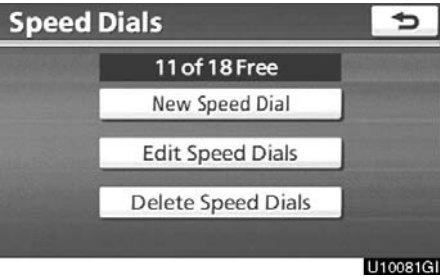 Speed Dials
11 of 18 Free
New Speed Dial
Edit Speed Dials
Delete Speed Dials
U10081GI